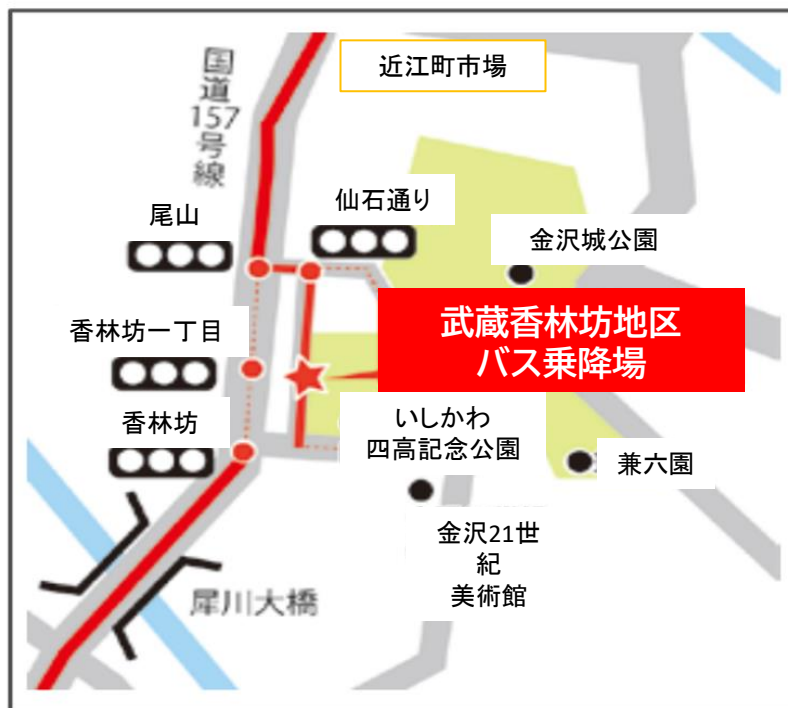 近江町市場
国道157号線
尾山
仙石通り
金沢城公園
武蔵香林坊地区
バス乗降場
香林坊一丁目
香林坊
いしかわ
四高記念公園
兼六園
金沢21世
紀
美術館
犀川大橋